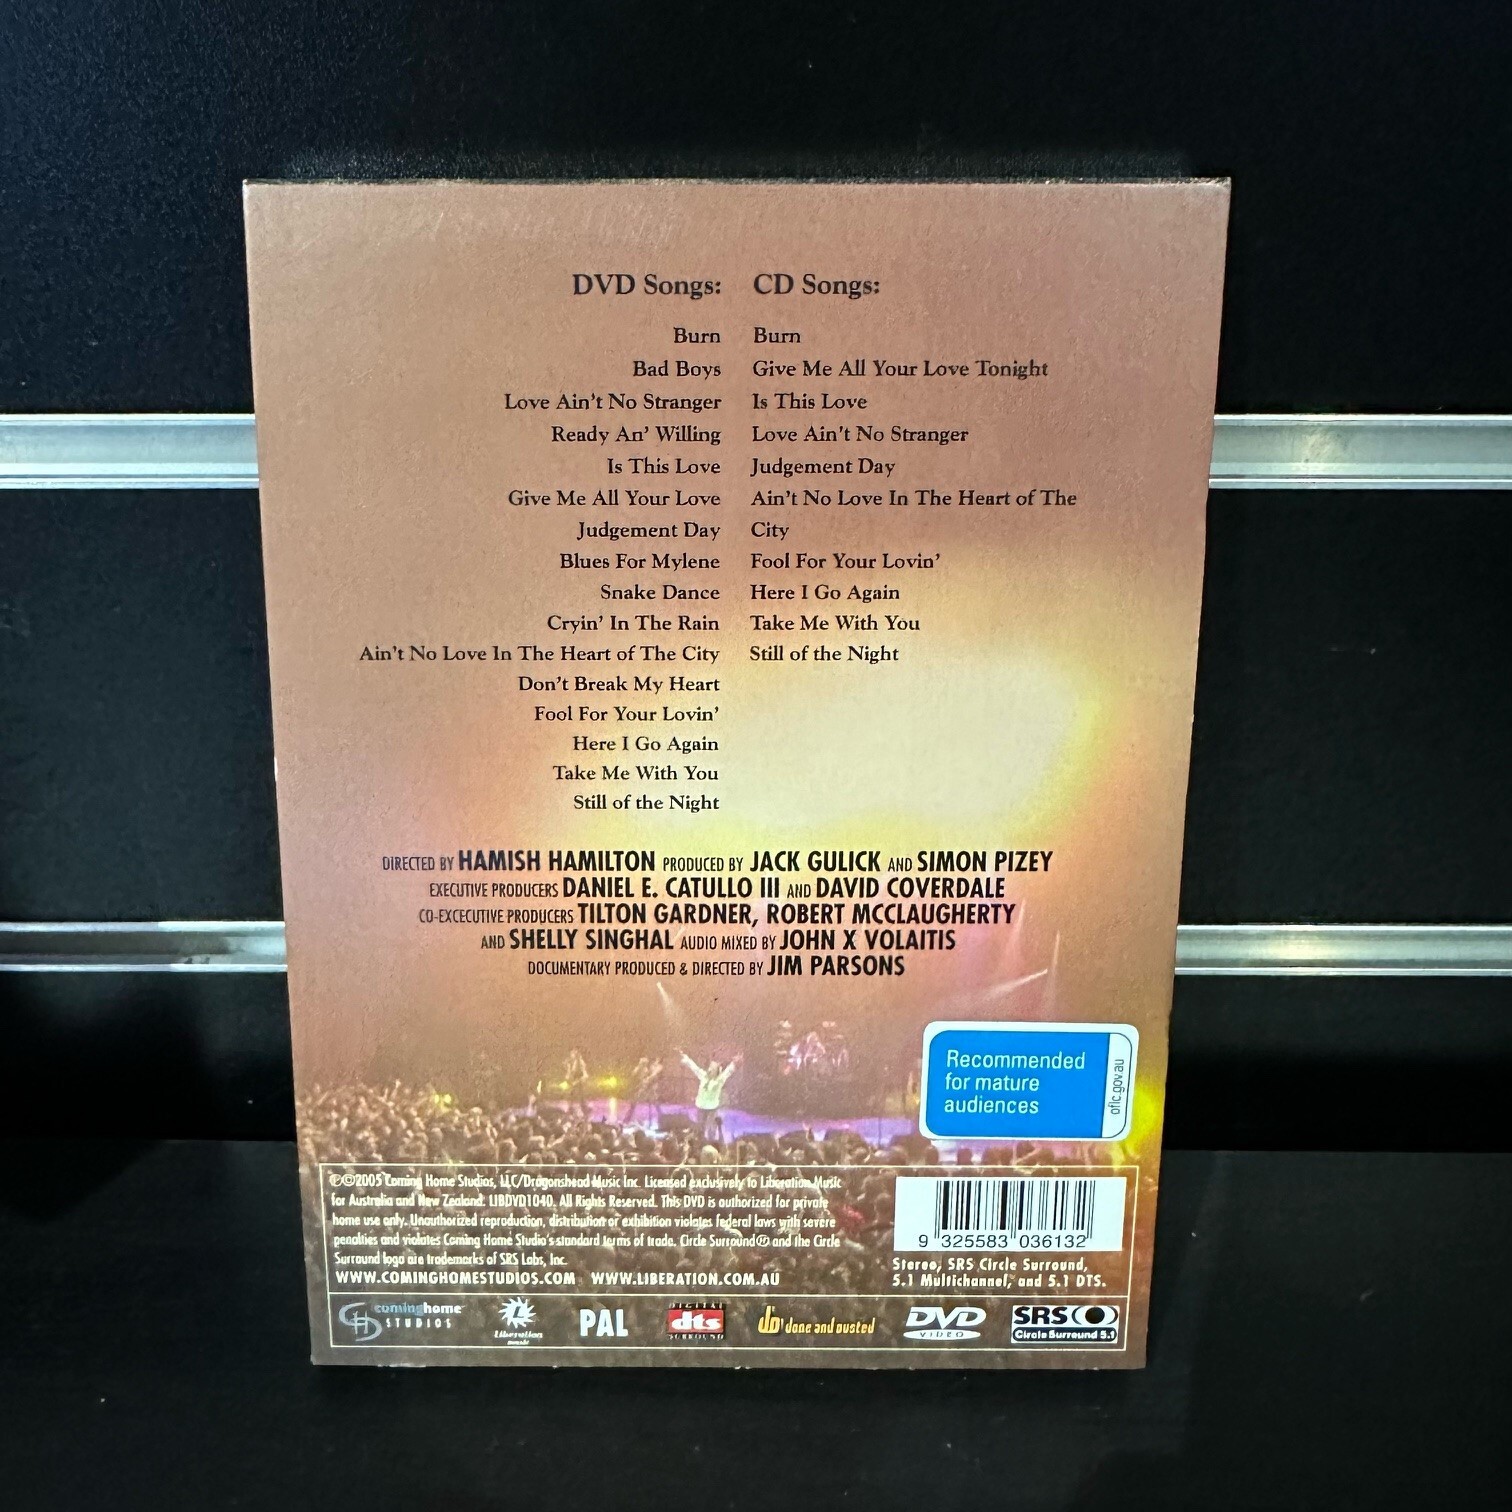 DVD Songs:
Burn
Bad Boys
Love Ain't No Stranger
Ready An' Willing
Is This Love
Give Me All Your Love
Judgement Day
Blues For Mylene
Snake Dance
Cryin' In The Rain
Ain't No Love In The Heart of The City
Don't Break My Heart
Fool For Your Lovin'
Here I Go Again
Take Me With You
Still of the Night
CD Songs:
Burn
Give Me All Your Love Tonight
Is This Love
Love Ain't No Stranger
Judgement Day
Ain't No Love In The Heart of The
City
Fool For Your Lovin'
Here I Go Again
Take Me With You
Still of the Night
DIRECTED BY HAMISH HAMILTON PRODUCED BY JACK GULICK AND SIMON PIZEY
EXECUTIVE PRODUCERS DANIEL E. CATULLO III AND DAVID COVERDALE
CO-EXCECUTIVE PRODUCERS TILTON GARDNER, ROBERT MCCLAUGHERTY
AND SHELLY SINGHAL AUDIO MIXED BY JOHN X VOLAITIS
DOCUMENTARY PRODUCED & DIRECTED BY JIM PARSONS
Recommended
for mature
audiences
oflc.gov.au
℗©2005 Coming Home Studios, LLC/Dragonshead Music Inc. Licensed exclusively to Liberation Music
for Australia and New Zealand. LIBDVD1040. All Rights Reserved. This DVD is authorized for private
home use only. Unauthorized reproduction, distribution or exhibition violates federal laws with severe
penalties and violates Coming Home Studio's standard terms of trade. Circle Surround® and the Circle
Surround logo are trademarks of SRS Labs, Inc.
WWW.COMINGHOMESTUDIOS.COM WWW.LIBERATION.COM.AU
9 325583 036132
Stereo, SRS Circle Surround,
5.1 Multichannel, and 5.1 DTS.
cominghome
STUDIOS
Liberation
music
PAL
DIGITAL
dts
SURROUND
dd done and dusted
DVD
VIDEO
SRS
Circle Surround 5.1